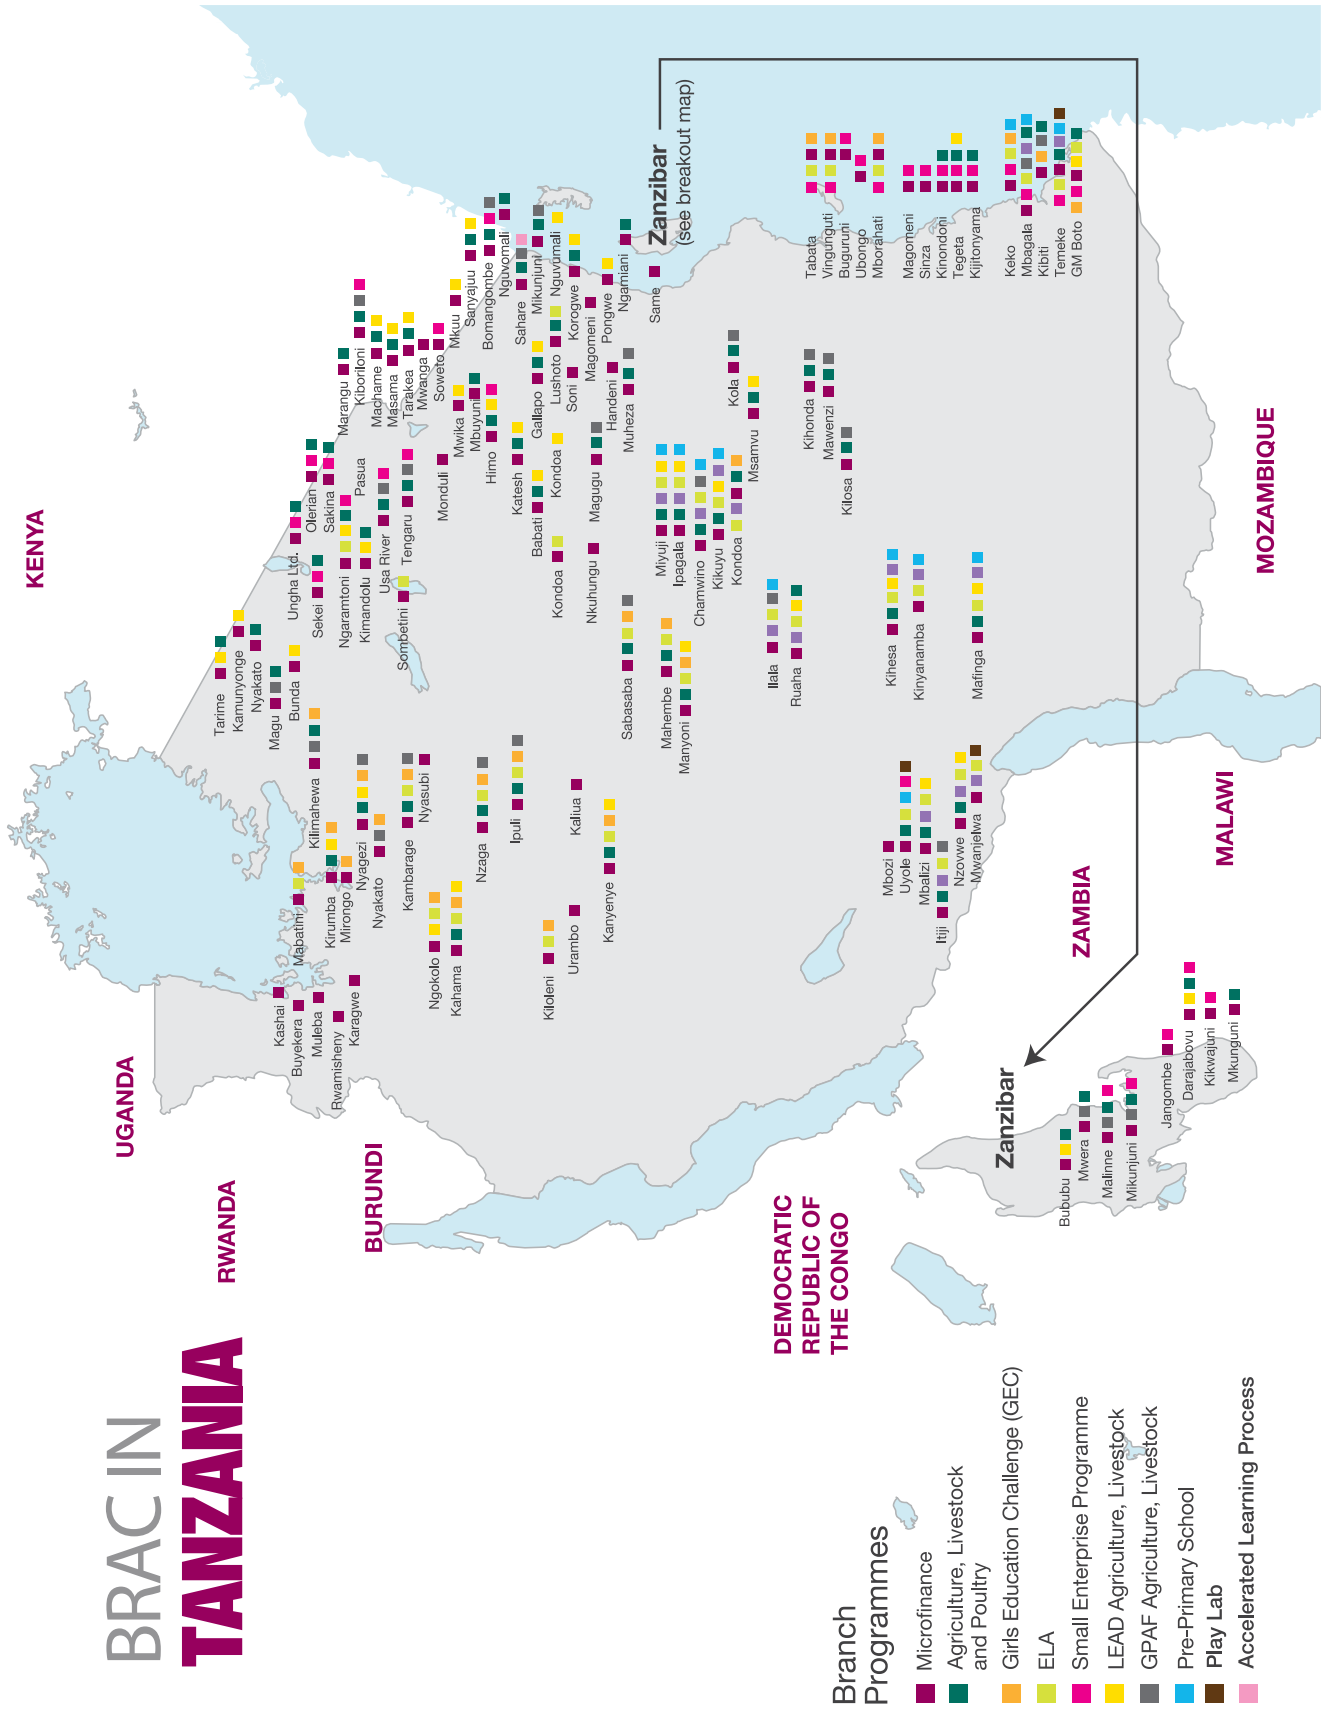 BRAC IN
TANZANIA
KENYA
UGANDA
RWANDA
BURUNDI
DEMOCRATIC
REPUBLIC OF
THE CONGO
ZAMBIA
MALAWI
MOZAMBIQUE
Tarime
Kamunyonge
Nyakato
Magu
Bunda
Kilimahewa
Mabatini
Kirumba
Mirongo
Nyagezi
Nyakato
Kambarage
Nyasubi
Kashai
Buyekera
Muleba
Rwamisheny
Karagwe
Ngokolo
Kahama
Nzaga
Ipuli
Kaliua
Kiloleni
Urambo
Kanyenye
Ungha Ltd.
Olerian
Sakina
Sekei
Ngaramtoni
Pasua
Kimandolu
Usa River
Tengaru
Sombetini
Monduli
Marangu
Kiboriloni
Machame
Masama
Tarakea
Mwanga
Soweto
Mkuu
Sanyajuu
Bomangombe
Nguvomali
Mwika
Mbuyuni
Himo
Katesh
Babati
Gallapo
Sahare
Mikunjuni
Nguvumali
Lushoto
Korogwe
Soni
Magomeni
Pongwe
Ngamiani
Handeni
Muheza
Kondoa
Kondoa
Magugu
Nkuhungu
Same
Zanzibar
(see breakout map)
Sabasaba
Mahembe
Manyoni
Miyuji
Ipagala
Chamwino
Kikuyu
Kondoa
Kola
Msamvu
Kihonda
Mawenzi
Kilosa
Ilala
Ruaha
Kihesa
Kinyanamba
Mafinga
Mbozi
Uyole
Mbalizi
Itiji
Nzovwe
Mwanjelwa
Tabata
Vingunguti
Buguruni
Ubongo
Mborahati
Magomeni
Sinza
Kinondoni
Tegeta
Kijitonyama
Keko
Mbagala
Kibiti
Temeke
GM Boto
Zanzibar
Bububu
Mwera
Malinne
Mikunjuni
Jangombe
Darajabovu
Kikwajuni
Mkunguni
Branch
Programmes
Microfinance
Agriculture, Livestock
and Poultry
Girls Education Challenge (GEC)
ELA
Small Enterprise Programme
LEAD Agriculture, Livestock
GPAF Agriculture, Livestock
Pre-Primary School
Play Lab
Accelerated Learning Process